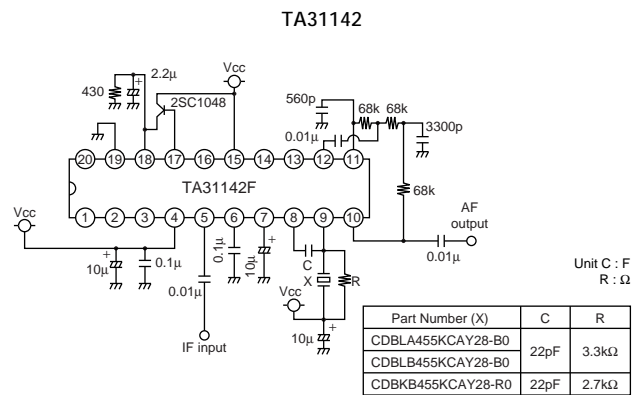 TA31142
2.2μ
Vcc
430
+
2SC1048
560p
68k 68k
0.01μ
3300p
20 19 18 17 16 15 14 13 12 11
TA31142F
68k
1 2 3 4 5 6 7 8 9 10
Vcc
AF
output
+
10μ
0.1μ
0.01μ
0.1μ
+
10μ
C
X
R
0.01μ
Vcc
+
10μ
IF input
Unit C : F
R : Ω
Part Number (X) C R
CDBLA455KCAY28-B0 22pF 3.3kΩ
CDBLB455KCAY28-B0
CDBKB455KCAY28-R0 22pF 2.7kΩ